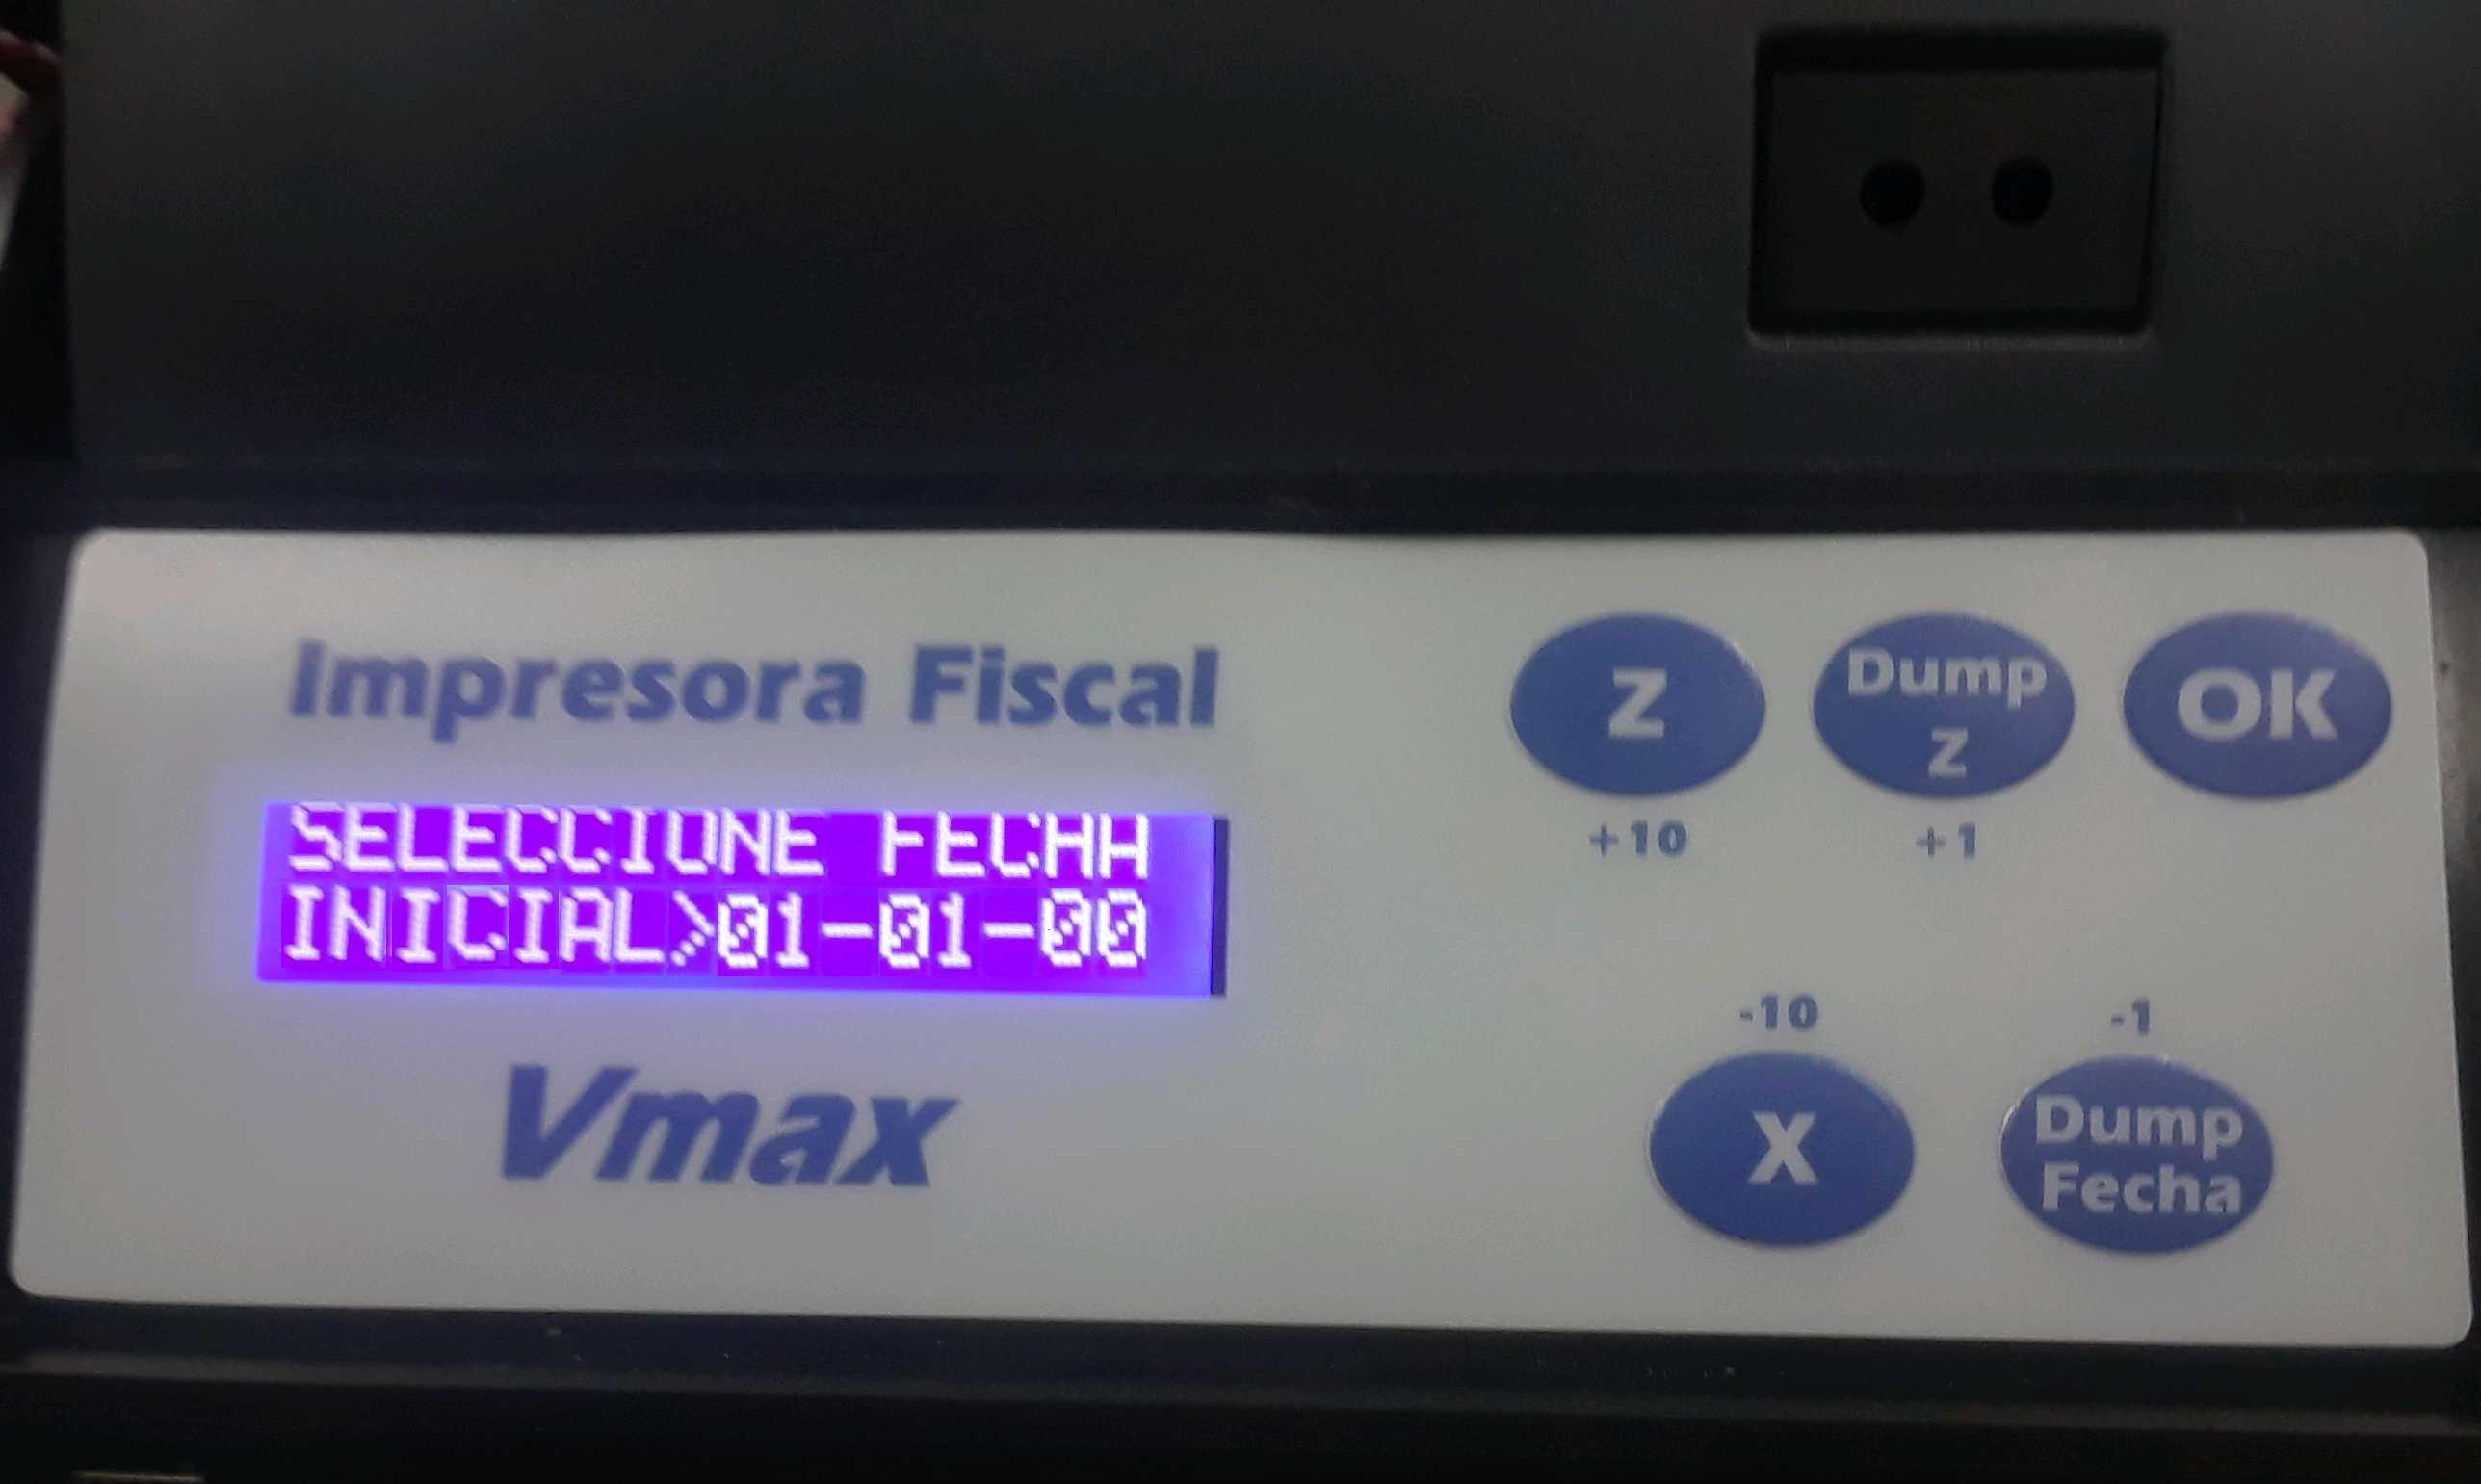 Impresora Fiscal
SELECCIONE FECHA
INICIAL>01-01-00
Vmax
Z
Dump
Z
OK
+10
+1
-10
-1
X
Dump
Fecha